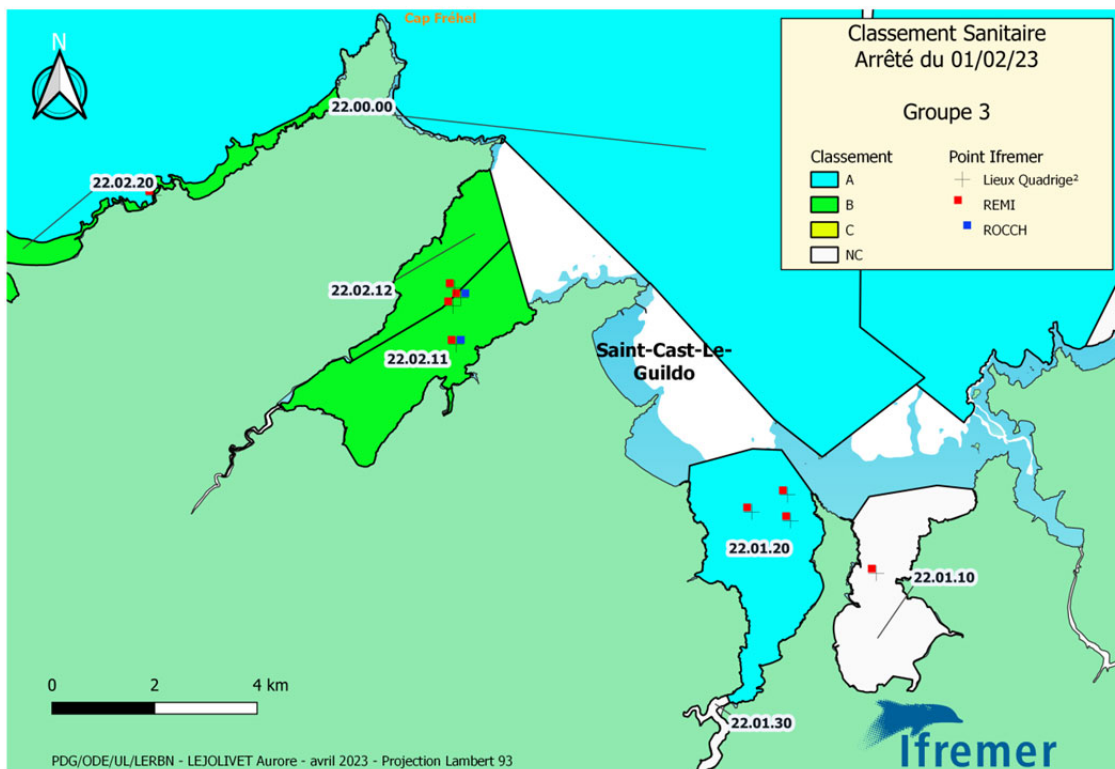 Cap Fréhel
N
Classement Sanitaire
Arrêté du 01/02/23
Groupe 3
Classement
A
B
C
NC
Point Ifremer
Lieux Quadrige²
REMI
ROCCH
22.00.00
22.02.20
22.02.12
22.02.11
Saint-Cast-Le-
Guildo
22.01.20
22.01.10
22.01.30
0 2 4 km
Ifremer
PDG/ODE/UL/LERBN - LEJOLIVET Aurore - avril 2023 - Projection Lambert 93